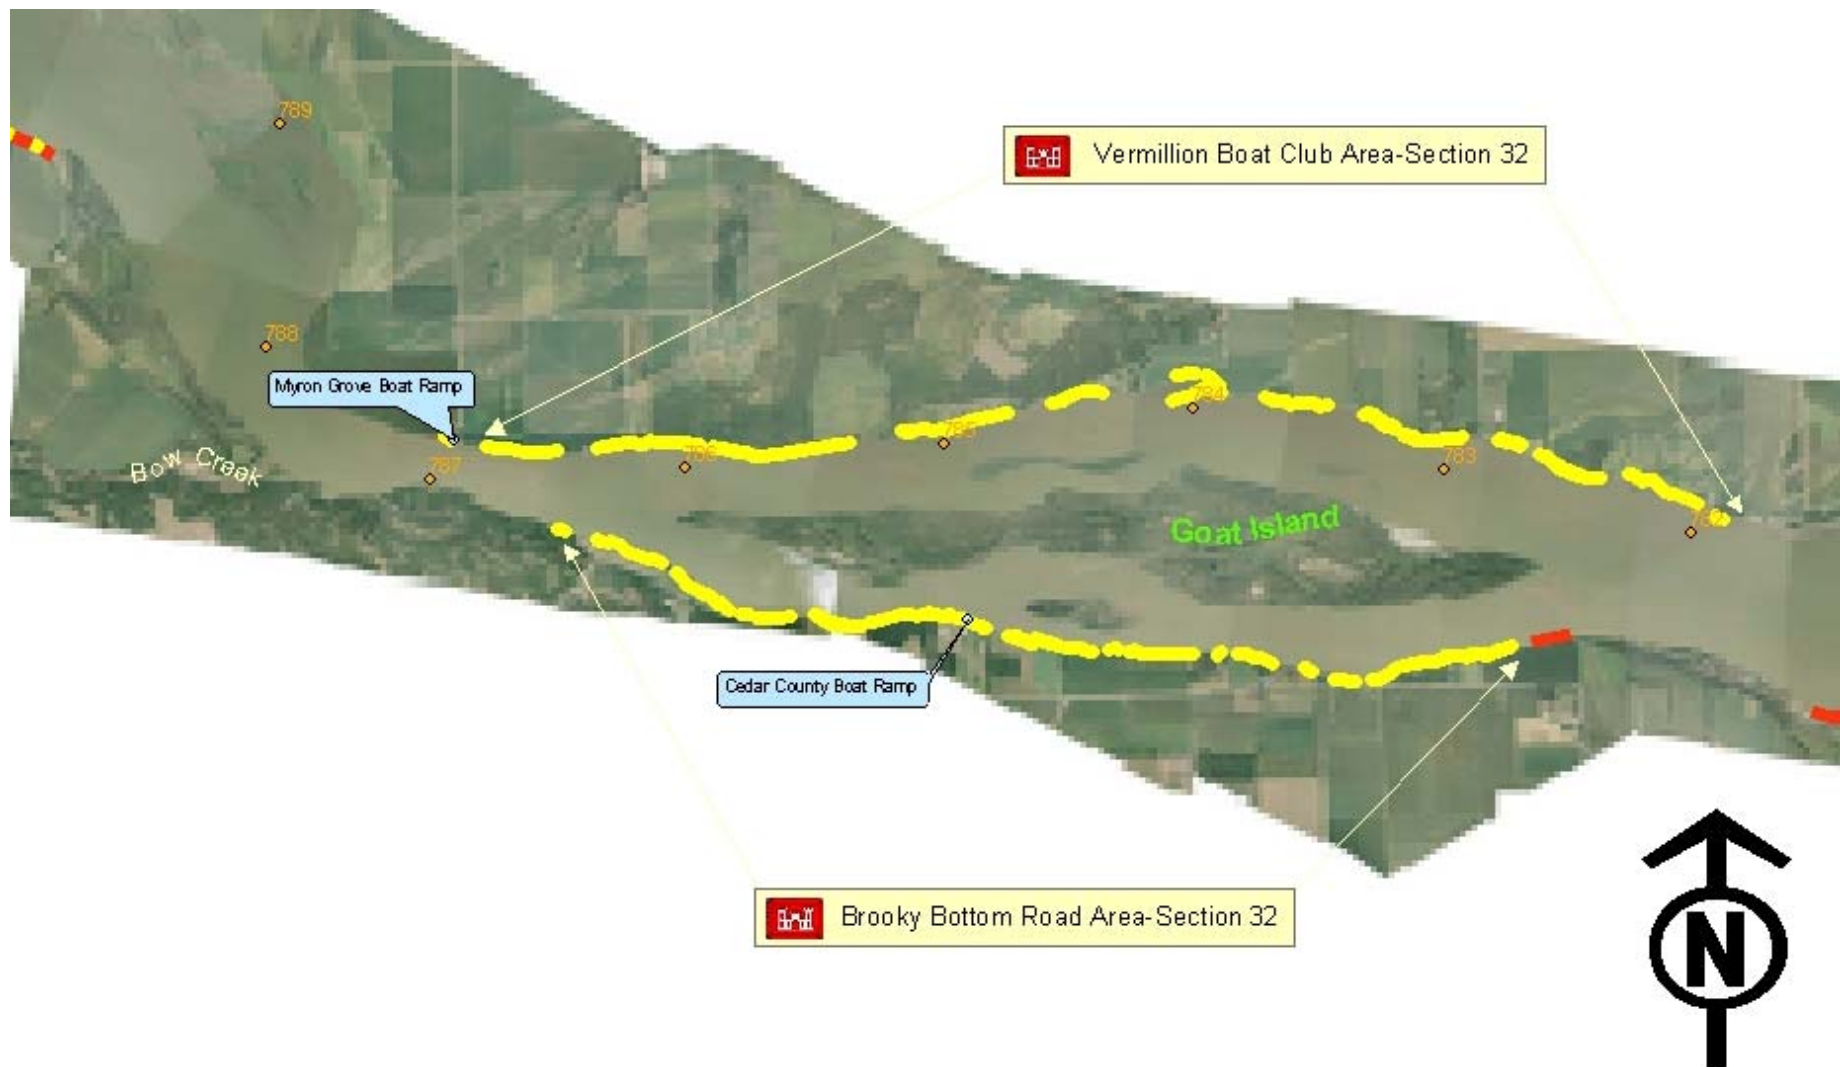 789
Vermillion Boat Club Area-Section 32
788
Myron Grove Boat Ramp
784
785
783
786
Bow Creek
787
782
Goat Island
Cedar County Boat Ramp
Brooky Bottom Road Area-Section 32
N